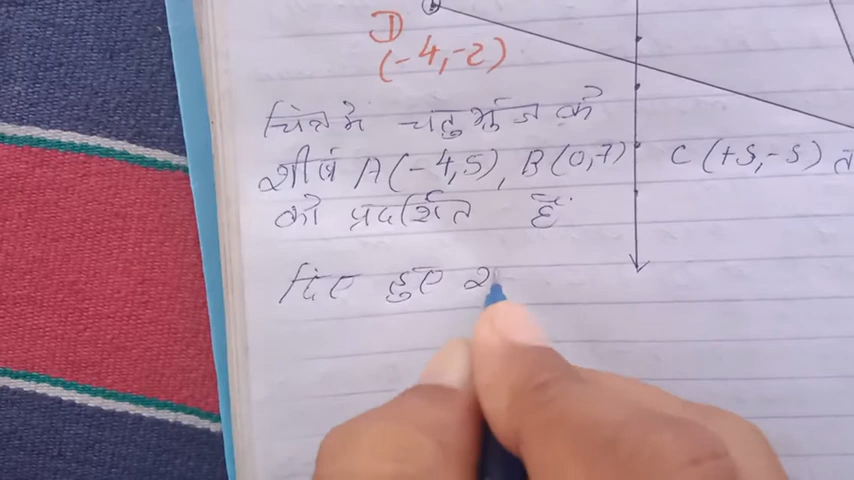 D
(-4,-2)
चित्र में चतुर्भुज के
शीर्ष A(-4,5), B(0,7) C(+5,-5) त
को प्रदर्शित हैं
दिए हुए